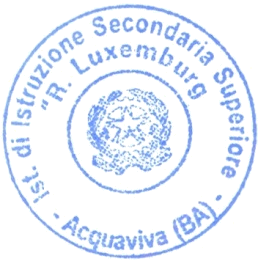 Ist. di Istruzione Secondaria Superiore
"R. Luxemburg
- Acquaviva (BA) -